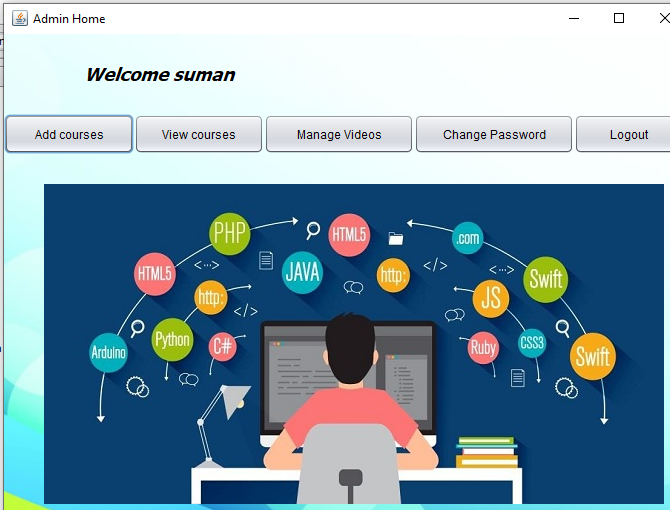 Admin Home
Welcome suman
Add courses
View courses
Manage Videos
Change Password
Logout
PHP
HTML5
.com
HTML5
JAVA
http:
Swift
http:
JS
Arduino
Python
C#
Ruby
CSS3
Swift